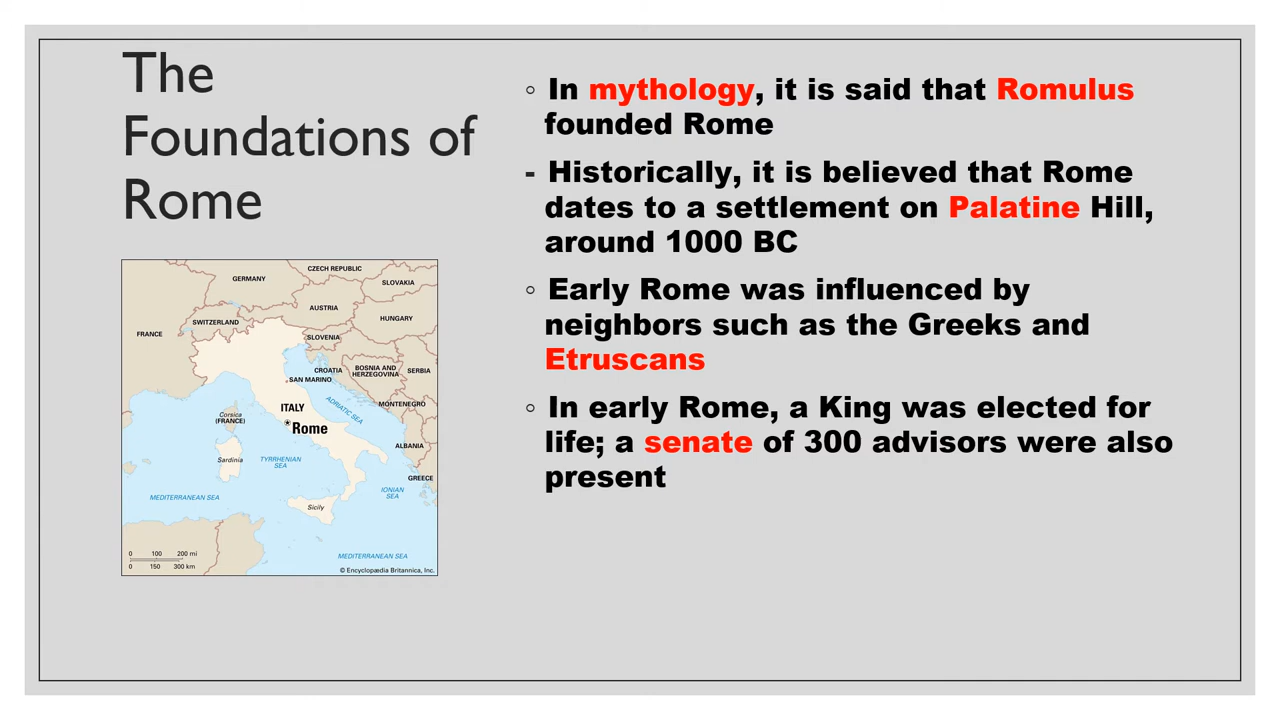 The
Foundations of
Rome
◦ In mythology, it is said that Romulus
founded Rome
- Historically, it is believed that Rome
dates to a settlement on Palatine Hill,
around 1000 BC
◦ Early Rome was influenced by
neighbors such as the Greeks and
Etruscans
◦ In early Rome, a King was elected for
life; a senate of 300 advisors were also
present
CZECH REPUBLIC
GERMANY
SLOVAKIA
AUSTRIA
HUNGARY
SWITZERLAND
FRANCE
SLOVENIA
CROATIA
BOSNIA AND
HERZEGOVINA
SERBIA
SAN MARINO
ADRIATIC SEA
MONTENEGRO
ITALY
Corsica
(FRANCE)
Rome
ALBANIA
Sardinia
TYRRHENIAN
SEA
GREECE
IONIAN
SEA
MEDITERRANEAN SEA
Sicily
0 100 200 mi
0 150 300 km
MEDITERRANEAN SEA
© Encyclopædia Britannica, Inc.